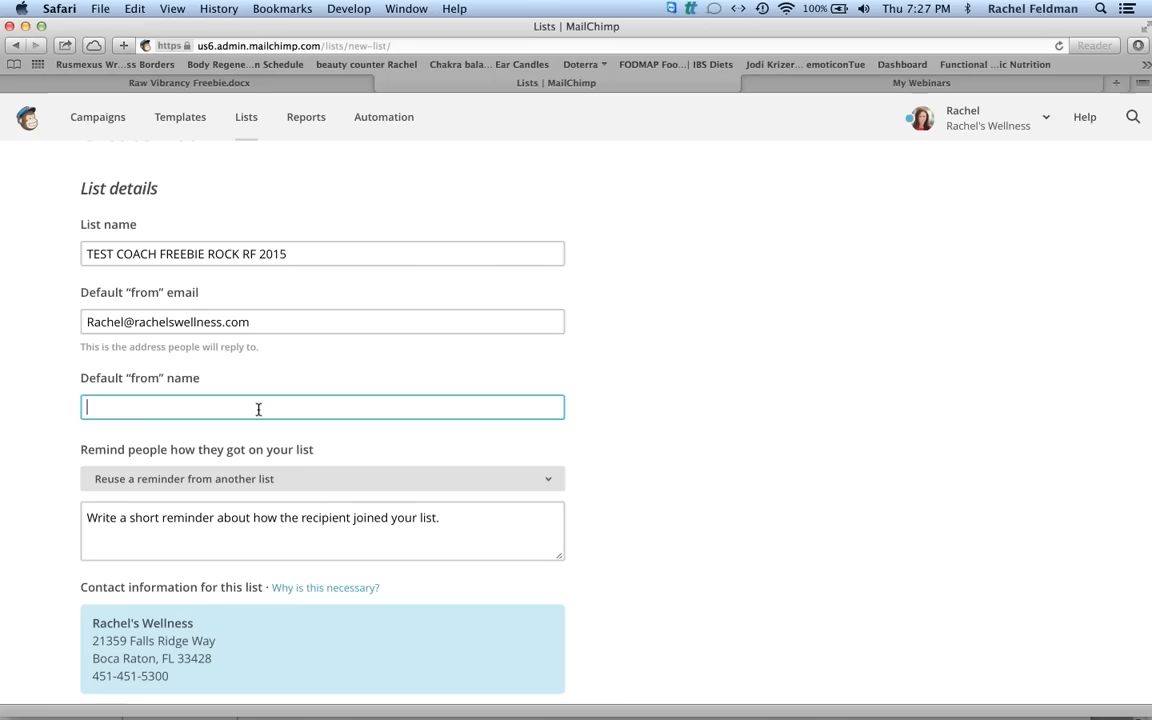 Safari File Edit View History Bookmarks Develop Window Help 100% Thu 7:27 PM Rachel Feldman
Lists | MailChimp
https us6.admin.mailchimp.com/lists/new-list/ Reader
Rusmexus Wr...ss Borders Body Regene...n Schedule beauty counter Rachel Chakra bala... Ear Candles Doterra FODMAP Foo...| IBS Diets Jodi Krizer... emoticonTue Dashboard Functional ...ic Nutrition
Raw Vibrancy Freebie.docx Lists | MailChimp My Webinars
Campaigns Templates Lists Reports Automation Rachel Help
Rachel's Wellness
List details
List name
TEST COACH FREEBIE ROCK RF 2015
Default “from” email
Rachel@rachelswellness.com
This is the address people will reply to.
Default “from” name
Remind people how they got on your list
Reuse a reminder from another list
Write a short reminder about how the recipient joined your list.
Contact information for this list · Why is this necessary?
Rachel's Wellness
21359 Falls Ridge Way
Boca Raton, FL 33428
451-451-5300